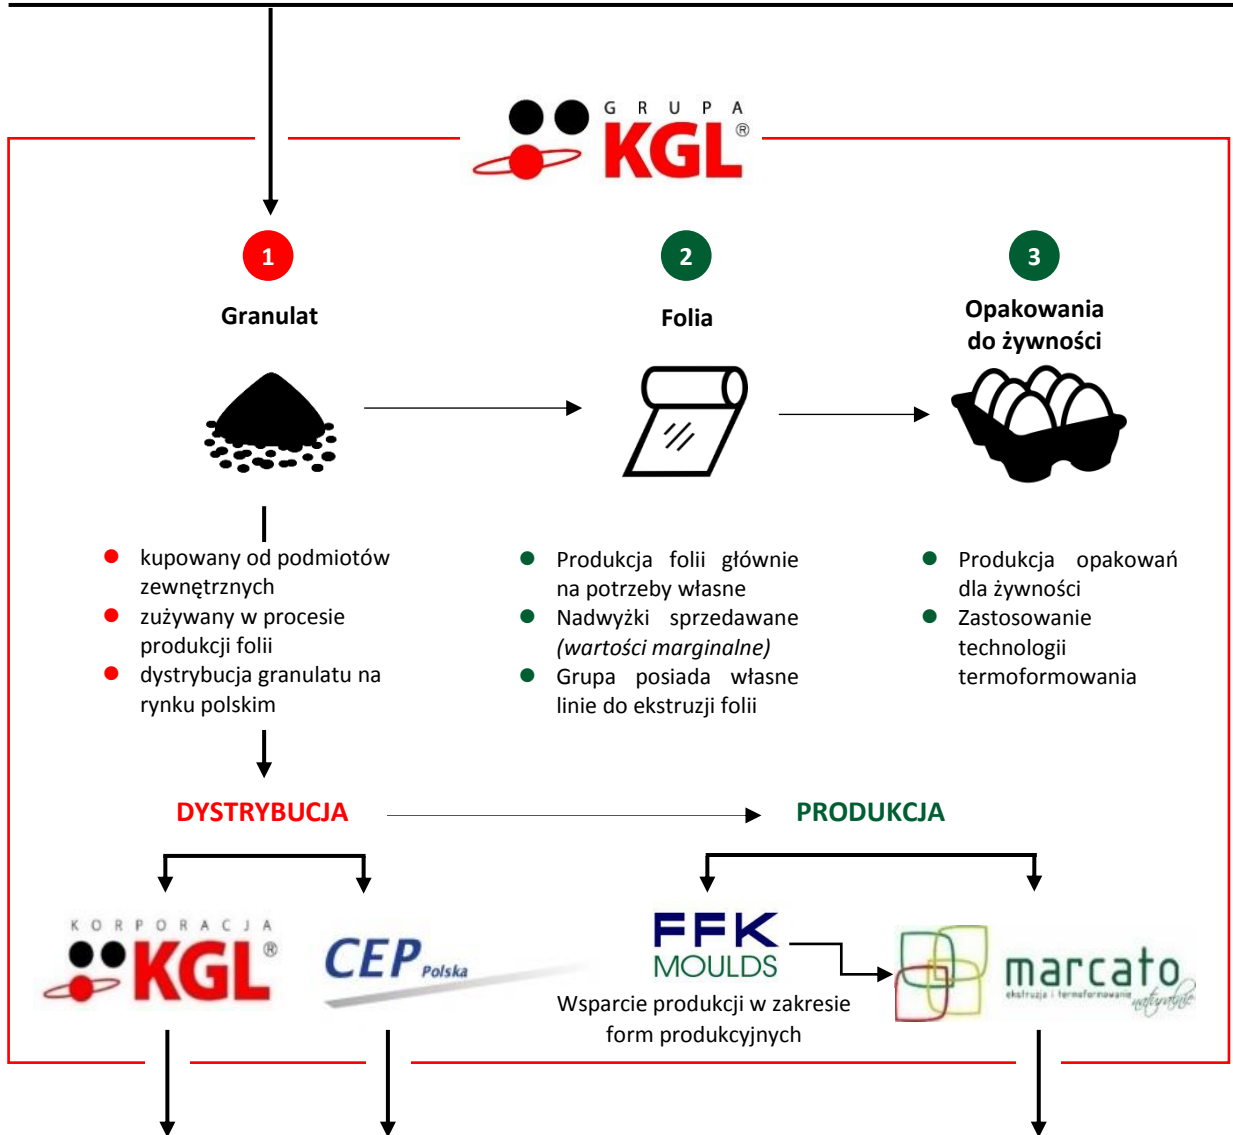 GRUPA
KGL®
1
2
3
Granulat
Folia
Opakowania
do żywności
kupowany od podmiotów
zewnętrznych
zużywany w procesie
produkcji folii
dystrybucja granulatu na
rynku polskim
Produkcja folii głównie
na potrzeby własne
Nadwyżki sprzedawane
(wartości marginalne)
Grupa posiada własne
linie do ekstruzji folii
Produkcja opakowań
dla żywności
Zastosowanie
technologii
termoformowania
DYSTRYBUCJA
PRODUKCJA
KORPORACJA
KGL®
CEP Polska
FFK
MOULDS
Wsparcie produkcji w zakresie
form produkcyjnych
marcato
ekstruzja i termoformowanie
naturalnie